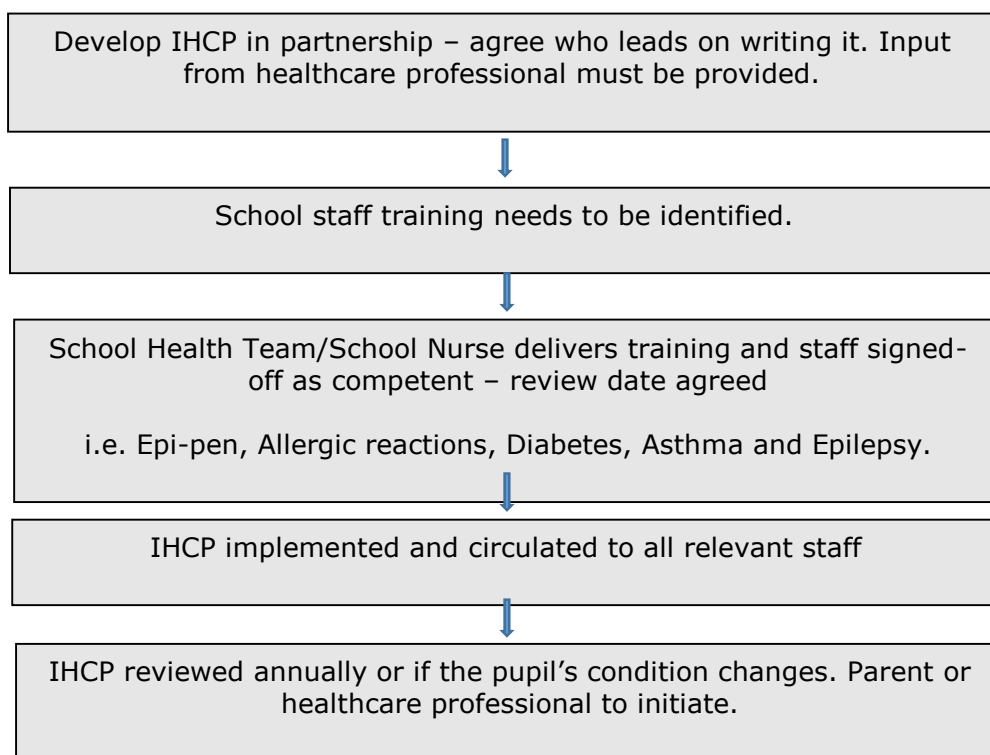 Develop IHCP in partnership – agree who leads on writing it. Input
from healthcare professional must be provided.
School staff training needs to be identified.
School Health Team/School Nurse delivers training and staff signed-
off as competent – review date agreed
i.e. Epi-pen, Allergic reactions, Diabetes, Asthma and Epilepsy.
IHCP implemented and circulated to all relevant staff
IHCP reviewed annually or if the pupil’s condition changes. Parent or
healthcare professional to initiate.